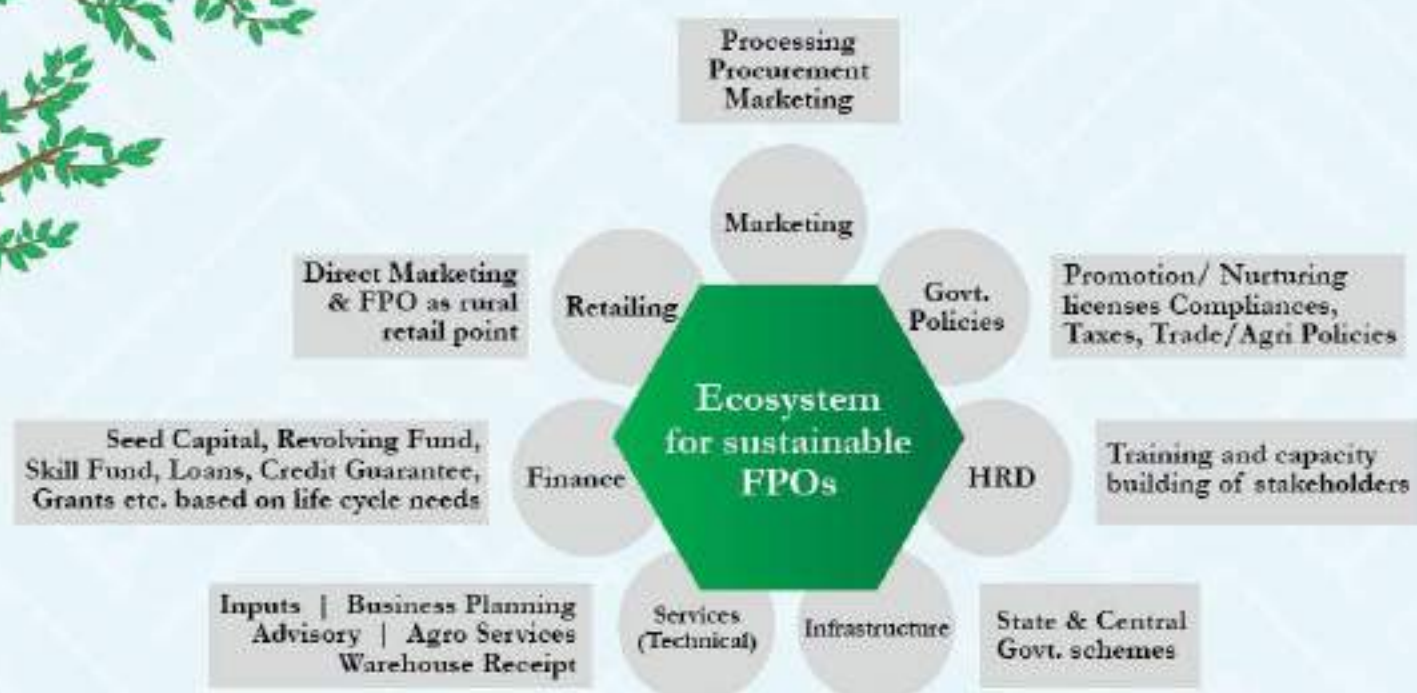 Processing
Procurement
Marketing
Marketing
Direct Marketing
& FPO as rural
retail point
Retailing
Govt.
Policies
Promotion/ Nurturing
licenses Compliances,
Taxes, Trade/Agri Policies
Ecosystem
for sustainable
FPOs
Seed Capital, Revolving Fund,
Skill Fund, Loans, Credit Guarantee,
Grants etc. based on life cycle needs
Finance
HRD
Training and capacity
building of stakeholders
Inputs | Business Planning
Advisory | Agro Services
Warehouse Receipt
Services
(Technical)
Infrastructure
State & Central
Govt. schemes